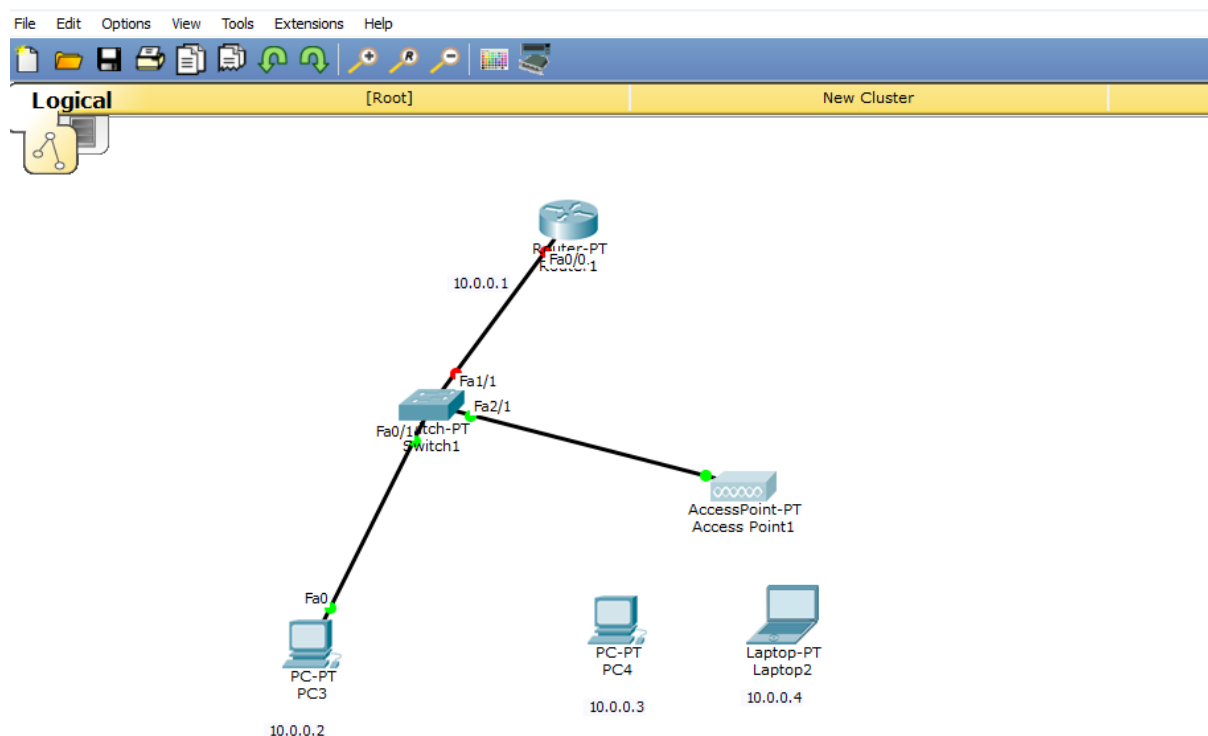 File Edit Options View Tools Extensions Help
Logical [Root] New Cluster
Router-PT
Fa0/0
Router1
10.0.0.1
Fa1/1
Fa2/1
Fa0/1
Switch1
AccessPoint-PT
Access Point1
Fa0
PC-PT
PC3
10.0.0.2
PC-PT
PC4
10.0.0.3
Laptop-PT
Laptop2
10.0.0.4